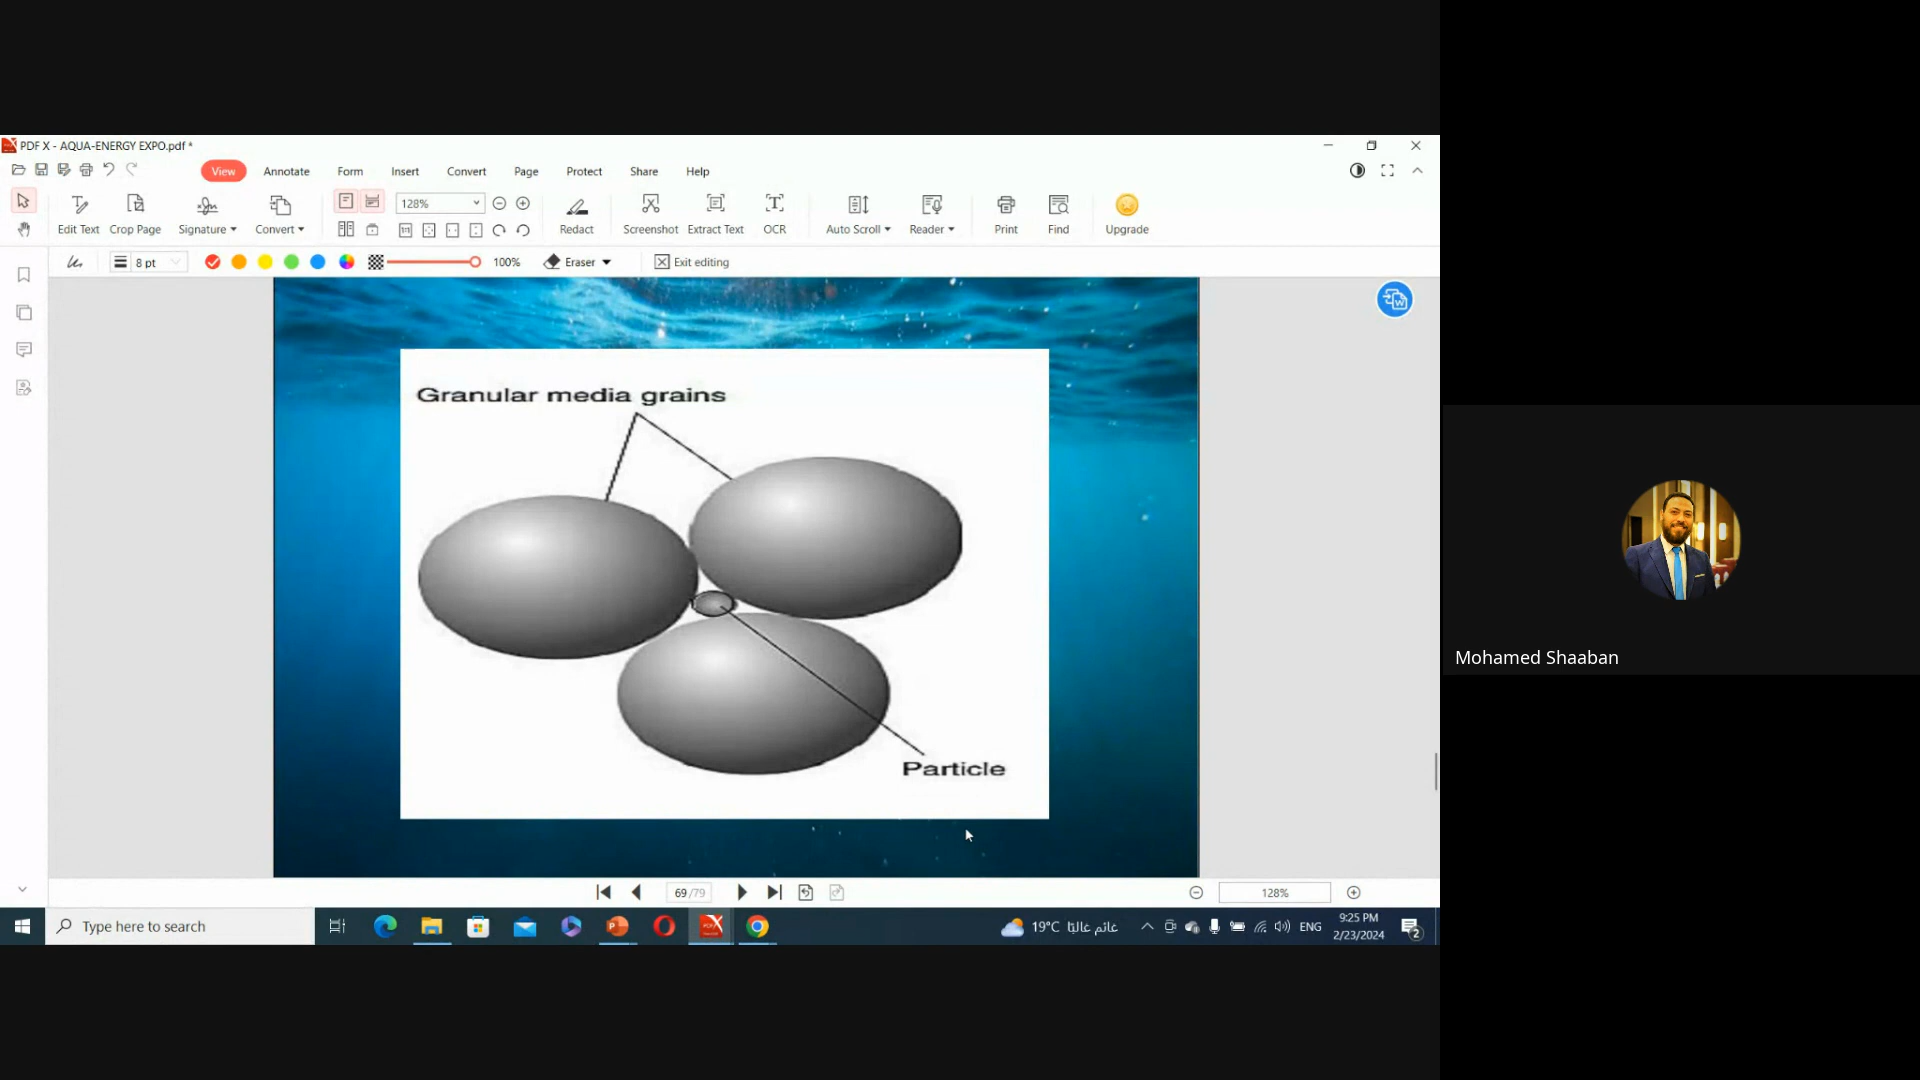 PDF X - AQUA-ENERGY EXPO.pdf *
View Annotate Form Insert Convert Page Protect Share Help
128%
Edit Text Crop Page Signature Convert Redact Screenshot Extract Text OCR Auto Scroll Reader Print Find Upgrade
8 pt 100% Eraser Exit editing
Granular media grains
Particle
Mohamed Shaaban
69 /79 128%
Type here to search
19°C غائم غالبًا ENG 9:25 PM
2/23/2024
2